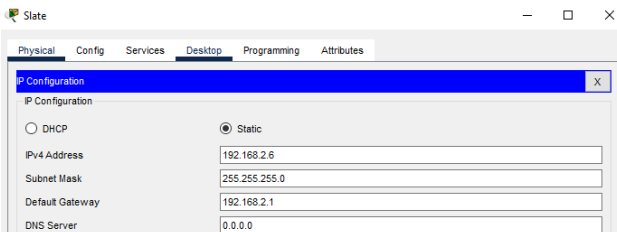 Slate
Physical Config Services Desktop Programming Attributes
IP Configuration
X
IP Configuration
DHCP Static
IPv4 Address 192.168.2.6
Subnet Mask 255.255.255.0
Default Gateway 192.168.2.1
DNS Server 0.0.0.0